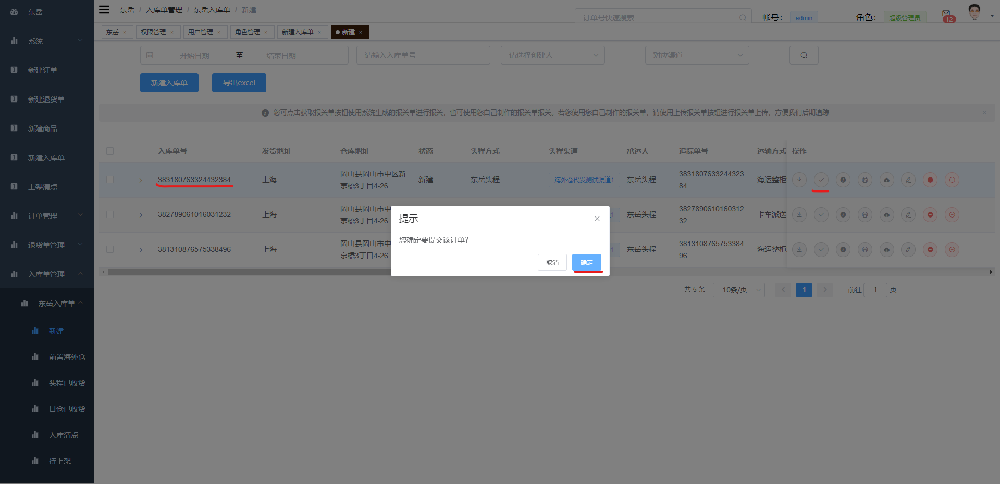 东岳
系统
新建订单
新建退货单
新建商品
新建入库单
上架清点
订单管理
退货单管理
入库单管理
东岳入库单
新建
前置海外仓
头程已收货
日仓已收货
入库清点
待上架
东岳 / 入库单管理 / 东岳入库单 / 新建
订单号快速搜索
帐号： admin
角色： 超级管理员
12
东岳 × 权限管理 × 用户管理 × 角色管理 × 新建入库单 × 新建 ×
开始日期 至 结束日期
请输入入库单号
请选择创建人
对应渠道
新建入库单
导出excel
您可点击获取报关单按钮使用系统生成的报关单进行报关，也可使用您自己制作的报关单报关。若您使用您自己制作的报关单，请使用上传报关单按钮进行报关单上传，方便我们后期追踪
入库单号 发货地址 仓库地址 状态 头程方式 头程渠道 承运人 追踪单号 运输方式 操作
383180763324432384 上海 岡山县岡山市中区新京橋3丁目4-26 新建 东岳头程 海外仓代发测试渠道1 东岳头程 383180763324432384 海运整柜
382789061016031232 上海 岡山县岡山市中
京橋3丁目4-26
1 东岳头程 382789061016031232 卡车派送
381310876575338496 上海 岡山县岡山市中
京橋3丁目4-26
1 东岳头程 381310876575338496 海运整柜
提示
您确定要提交该订单?
取消 确定
共 5 条 10条/页 1 前往 1 页